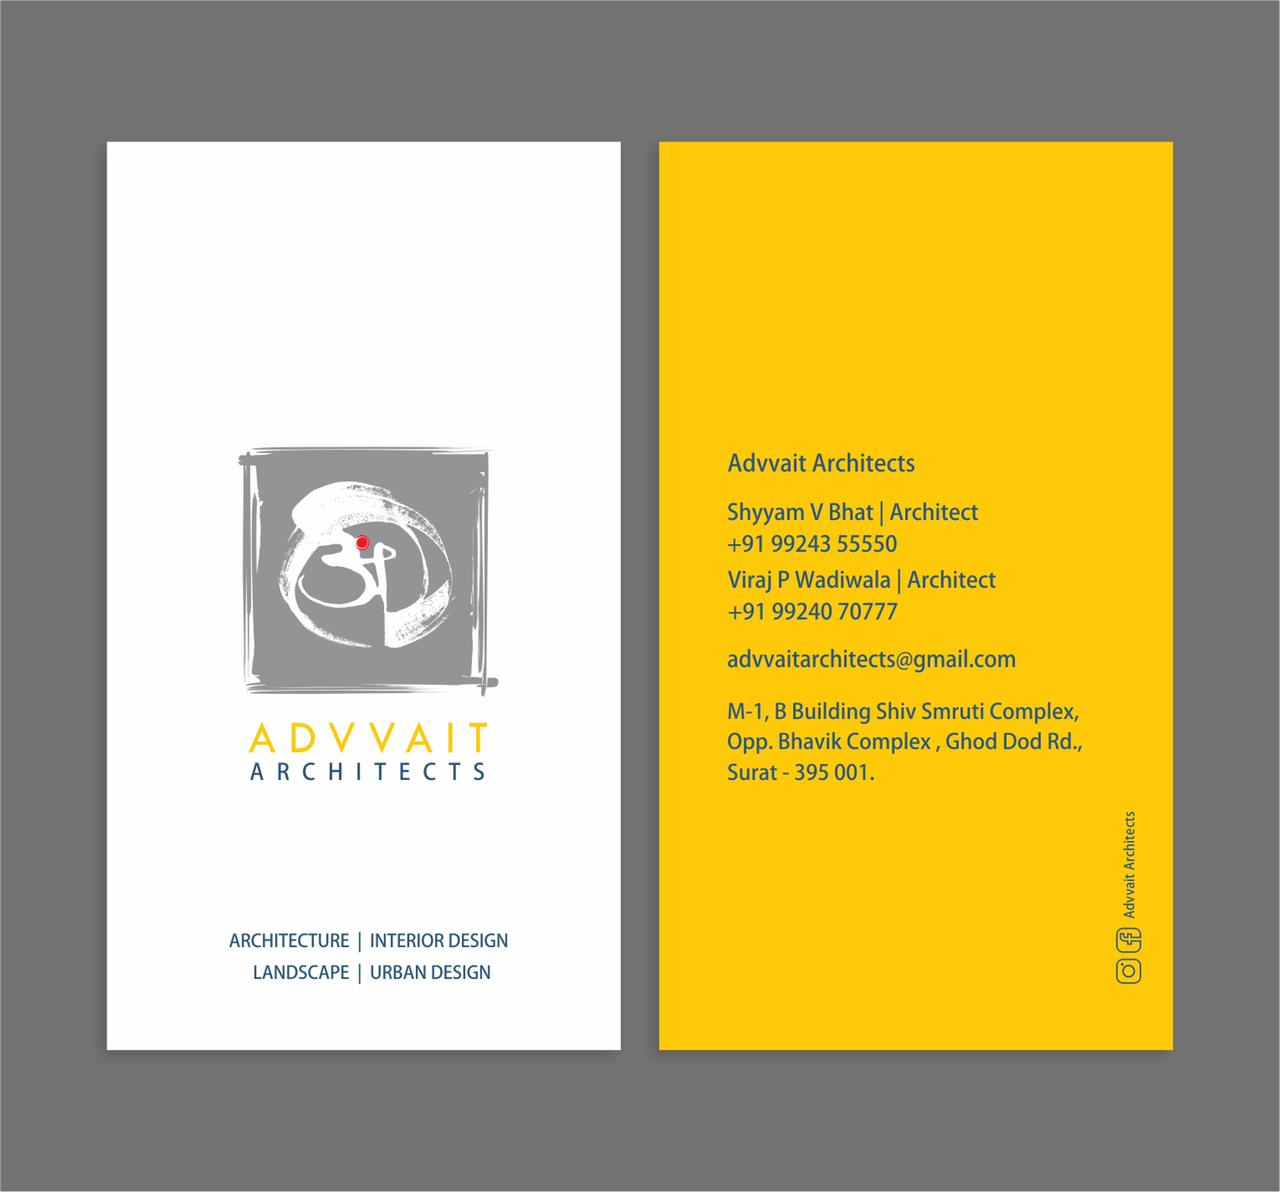 ADVVAIT
ARCHITECTS
ARCHITECTURE | INTERIOR DESIGN
LANDSCAPE | URBAN DESIGN
Advvait Architects
Shyyam V Bhat | Architect
+91 99243 55550
Viraj P Wadiwala | Architect
+91 99240 70777
advvaitarchitects@gmail.com
M-1, B Building Shiv Smruti Complex,
Opp. Bhavik Complex , Ghod Dod Rd.,
Surat - 395 001.
Advvait Architects